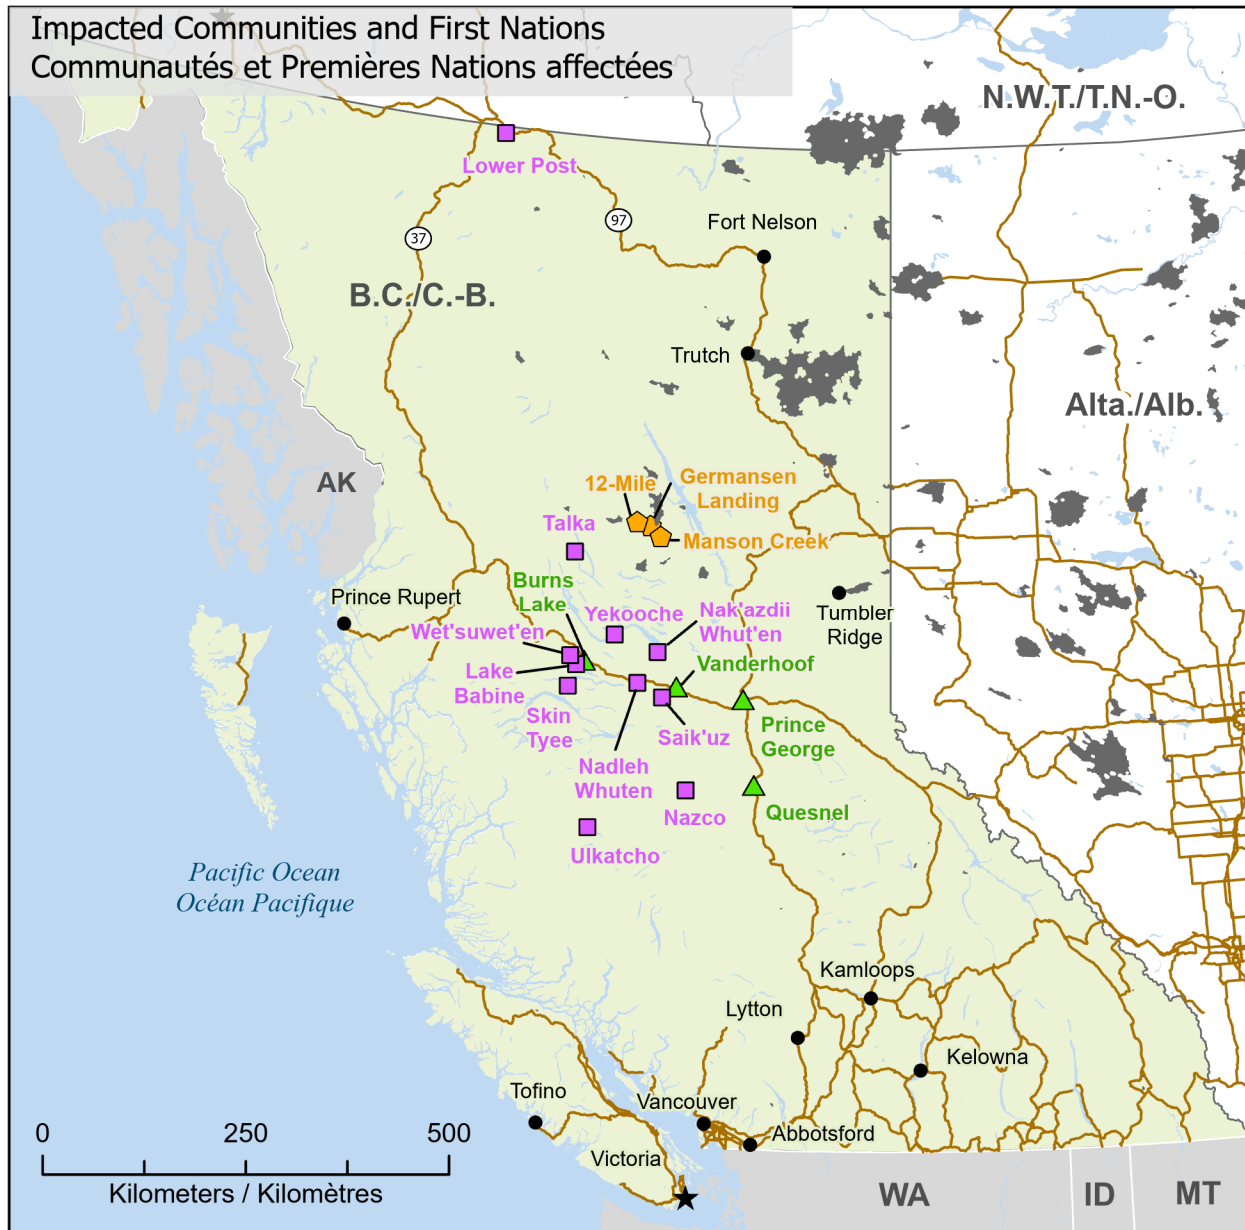 Impacted Communities and First Nations
Communautés et Premières Nations affectées
N.W.T./T.N.-O.
Lower Post
97
Fort Nelson
37
B.C./C.-B.
Trutch
Alta./Alb.
AK
12-Mile
Germansen
Landing
Talka
Manson Creek
Burns
Lake
Prince Rupert
Yekooche
Nak'azdii
Whut'en
Tumbler
Ridge
Wet'suwet'en
Lake
Babine
Vanderhoof
Skin
Tyee
Saik'uz
Prince
George
Nadleh
Whuten
Nazco
Quesnel
Ulkatcho
Pacific Ocean
Océan Pacifique
Kamloops
Lytton
Kelowna
Tofino
Vancouver
Abbotsford
Victoria
0 250 500
Kilometers / Kilomètres
WA
ID
MT